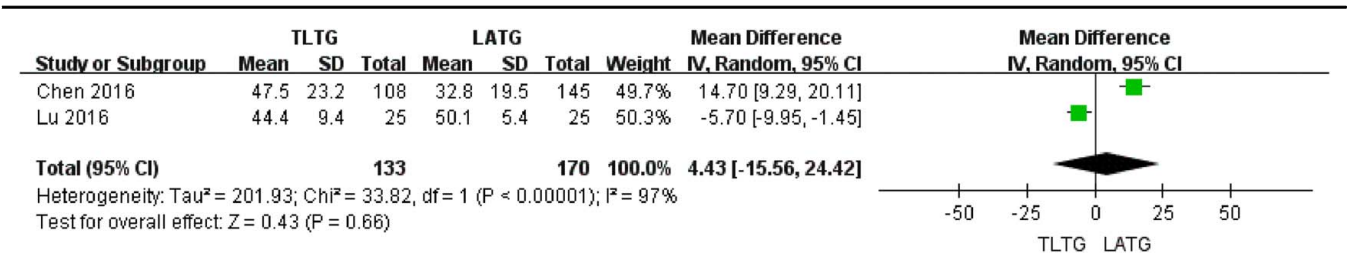 TLTG LATG Mean Difference Mean Difference
Study or Subgroup Mean SD Total Mean SD Total Weight IV, Random, 95% CI IV, Random, 95% CI
Chen 2016 47.5 23.2 108 32.8 19.5 145 49.7% 14.70 [9.29, 20.11]
Lu 2016 44.4 9.4 25 50.1 5.4 25 50.3% -5.70 [-9.95, -1.45]
Total (95% CI) 133 170 100.0% 4.43 [-15.56, 24.42]
Heterogeneity: Tau² = 201.93; Chi² = 33.82, df = 1 (P < 0.00001); I² = 97%
Test for overall effect: Z = 0.43 (P = 0.66)
-50 -25 0 25 50
TLTG LATG